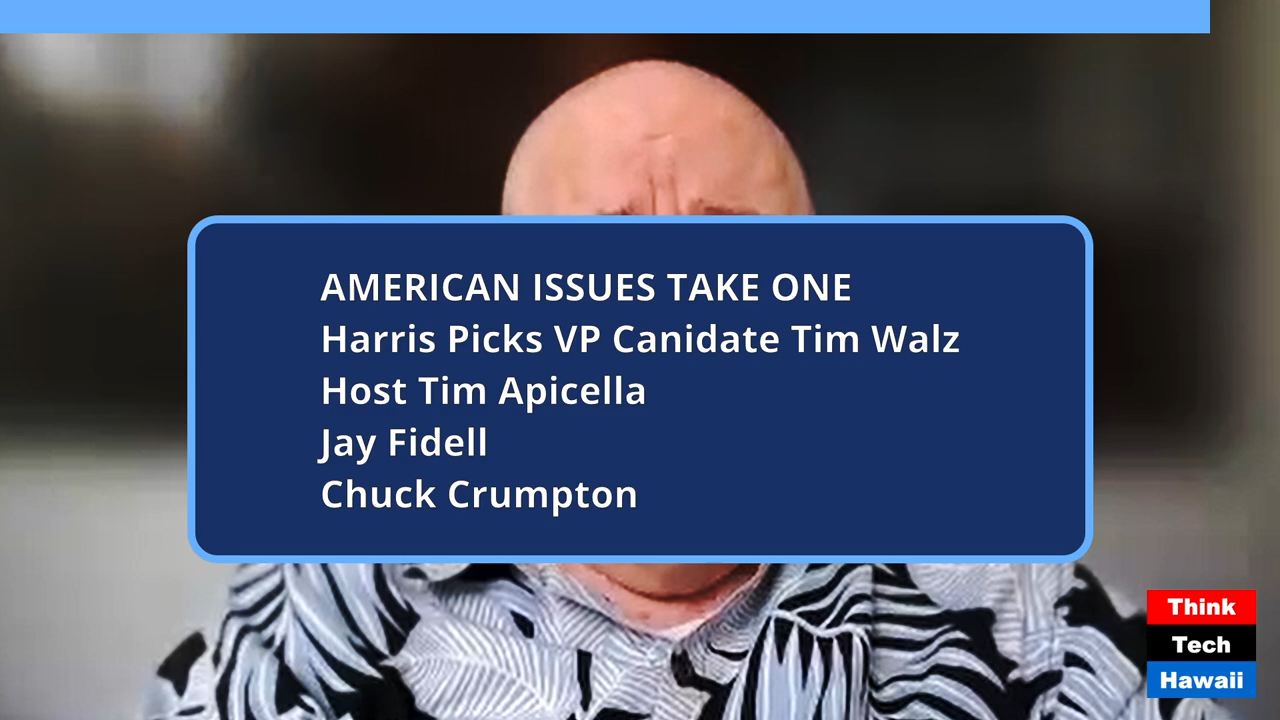 AMERICAN ISSUES TAKE ONE
Harris Picks VP Canidate Tim Walz
Host Tim Apicella
Jay Fidell
Chuck Crumpton
Think
Tech
Hawaii